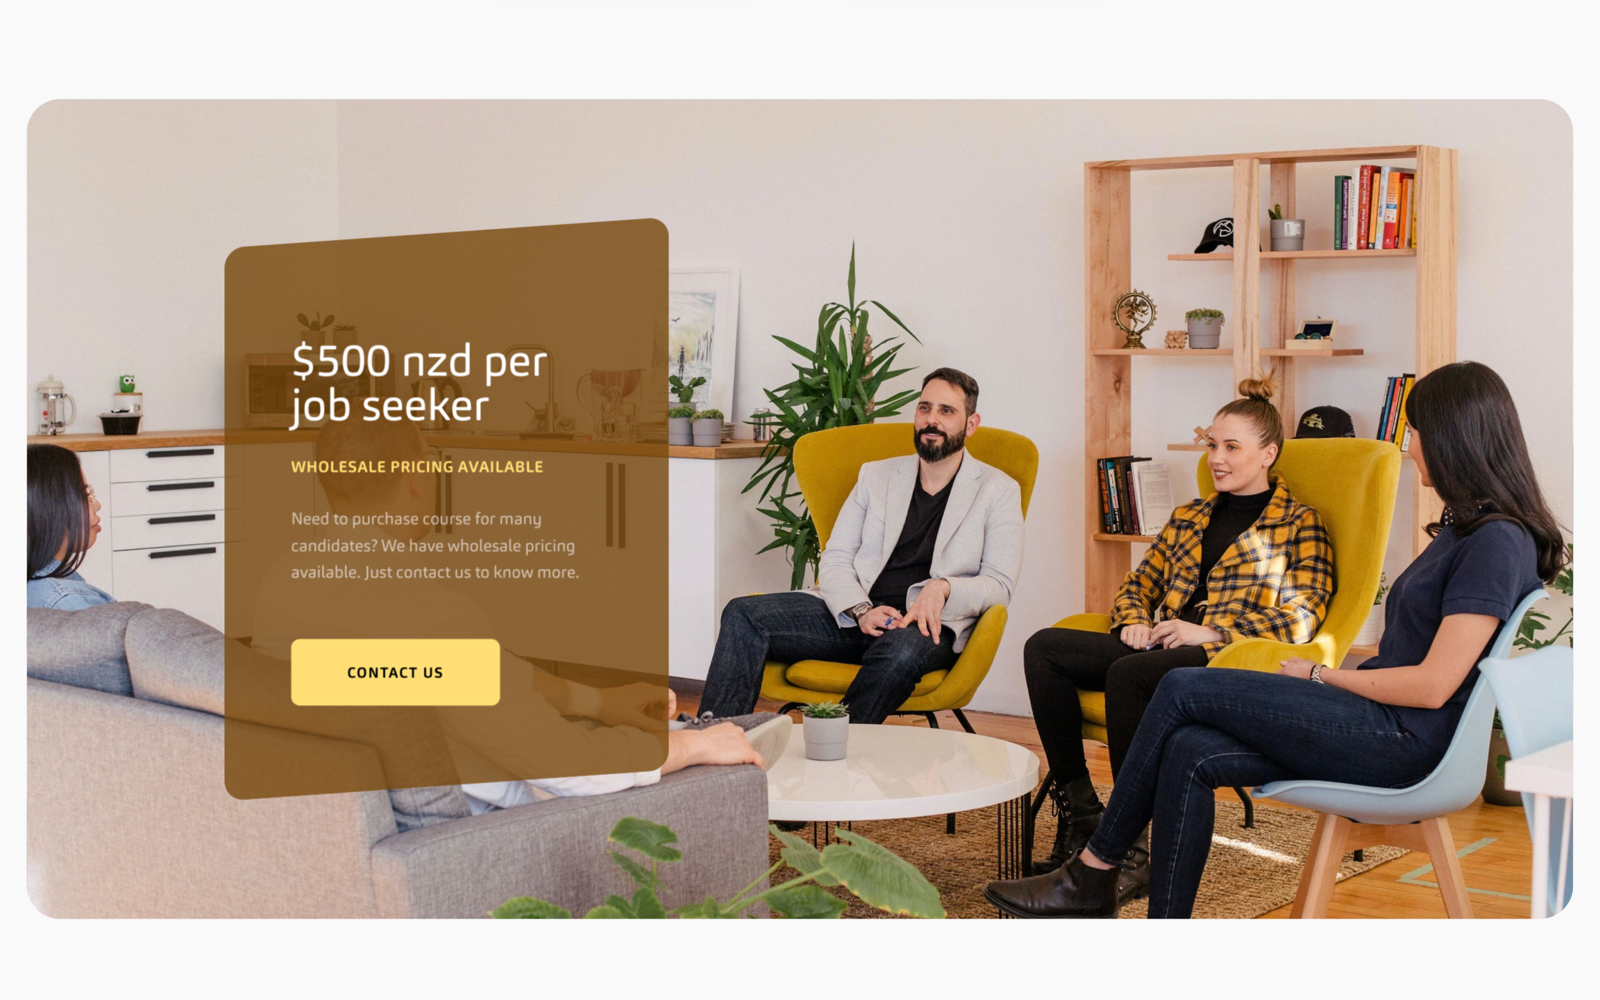 $500 nzd per
job seeker
WHOLESALE PRICING AVAILABLE
Need to purchase course for many
candidates? We have wholesale pricing
available. Just contact us to know more.
CONTACT US